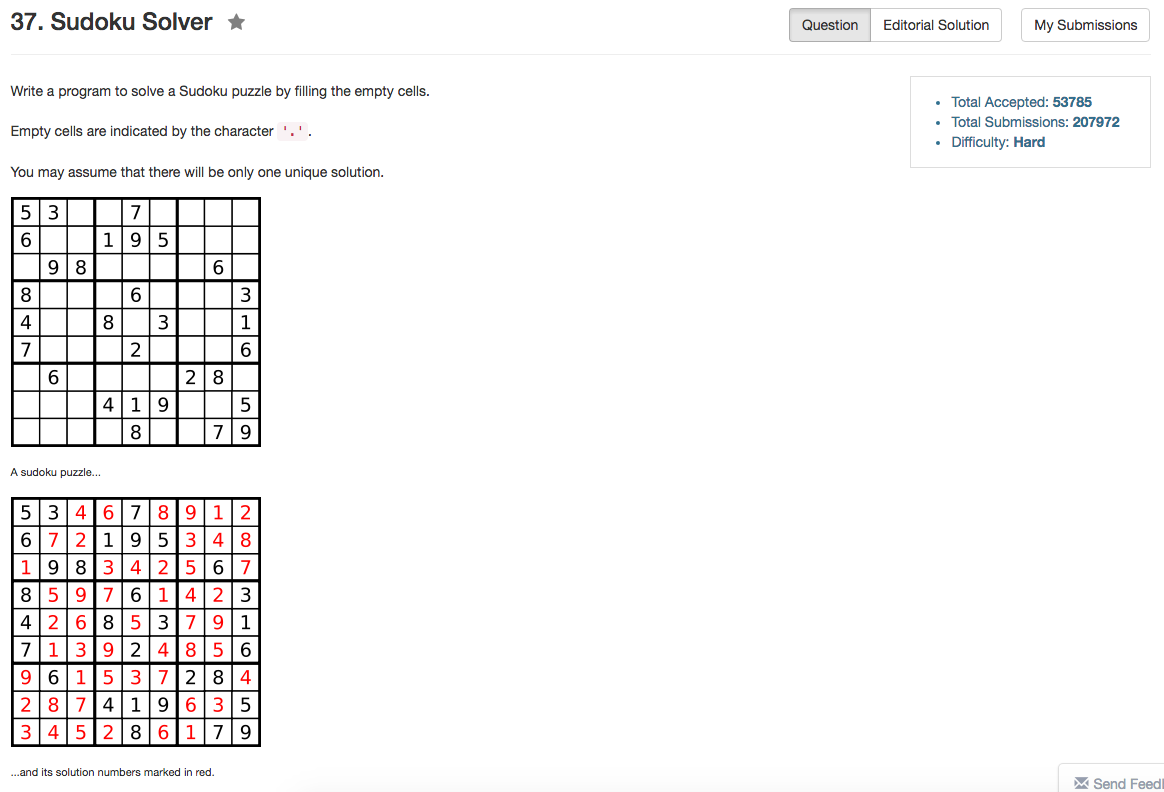 37. Sudoku Solver
Question Editorial Solution My Submissions
Write a program to solve a Sudoku puzzle by filling the empty cells.
Total Accepted: 53785
Total Submissions: 207972
Difficulty: Hard
Empty cells are indicated by the character '.'.
You may assume that there will be only one unique solution.
5 3 7
6 1 9 5
9 8 6
8 6 3
4 8 3 1
7 2 6
6 2 8
4 1 9 5
8 7 9
A sudoku puzzle...
5 3 4 6 7 8 9 1 2
6 7 2 1 9 5 3 4 8
1 9 8 3 4 2 5 6 7
8 5 9 7 6 1 4 2 3
4 2 6 8 5 3 7 9 1
7 1 3 9 2 4 8 5 6
9 6 1 5 3 7 2 8 4
2 8 7 4 1 9 6 3 5
3 4 5 2 8 6 1 7 9
...and its solution numbers marked in red.
Send Feed